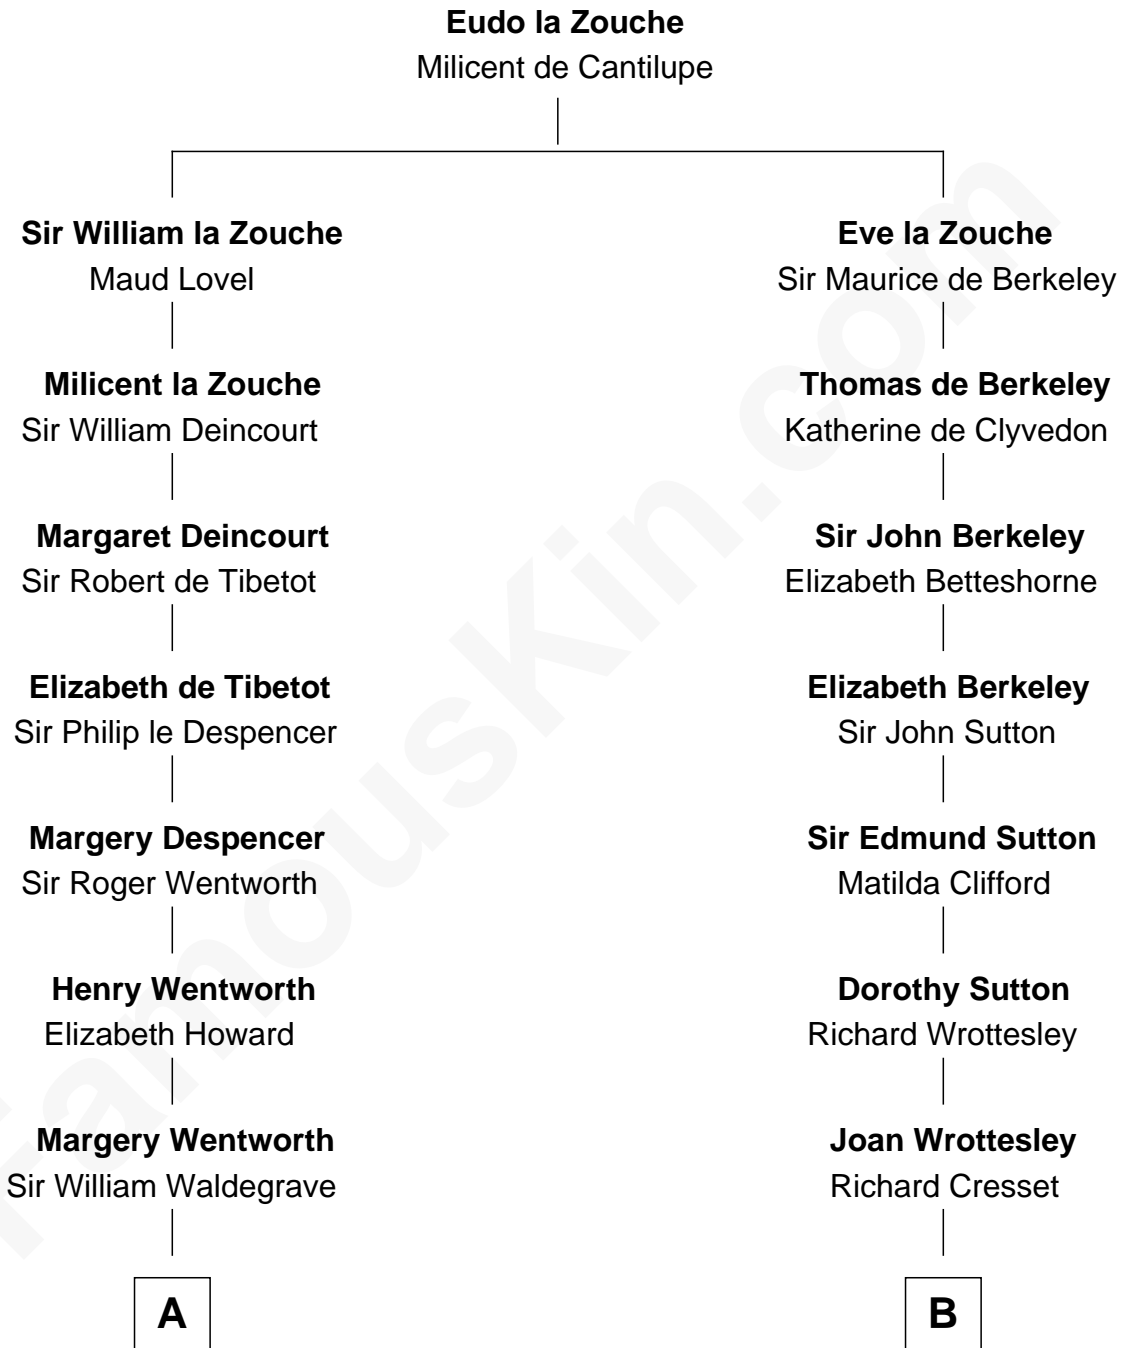 Eudo la Zouche
Milicent de Cantilupe
Sir William la Zouche
Maud Lovel
Milicent la Zouche
Sir William Deincourt
Margaret Deincourt
Sir Robert de Tibetot
Elizabeth de Tibetot
Sir Philip le Despencer
Margery Despencer
Sir Roger Wentworth
Henry Wentworth
Elizabeth Howard
Margery Wentworth
Sir William Waldegrave
A
Eve la Zouche
Sir Maurice de Berkeley
Thomas de Berkeley
Katherine de Clyvedon
Sir John Berkeley
Elizabeth Betteshorne
Elizabeth Berkeley
Sir John Sutton
Sir Edmund Sutton
Matilda Clifford
Dorothy Sutton
Richard Wrottesley
Joan Wrottesley
Richard Cresset
B
FamousKin.com